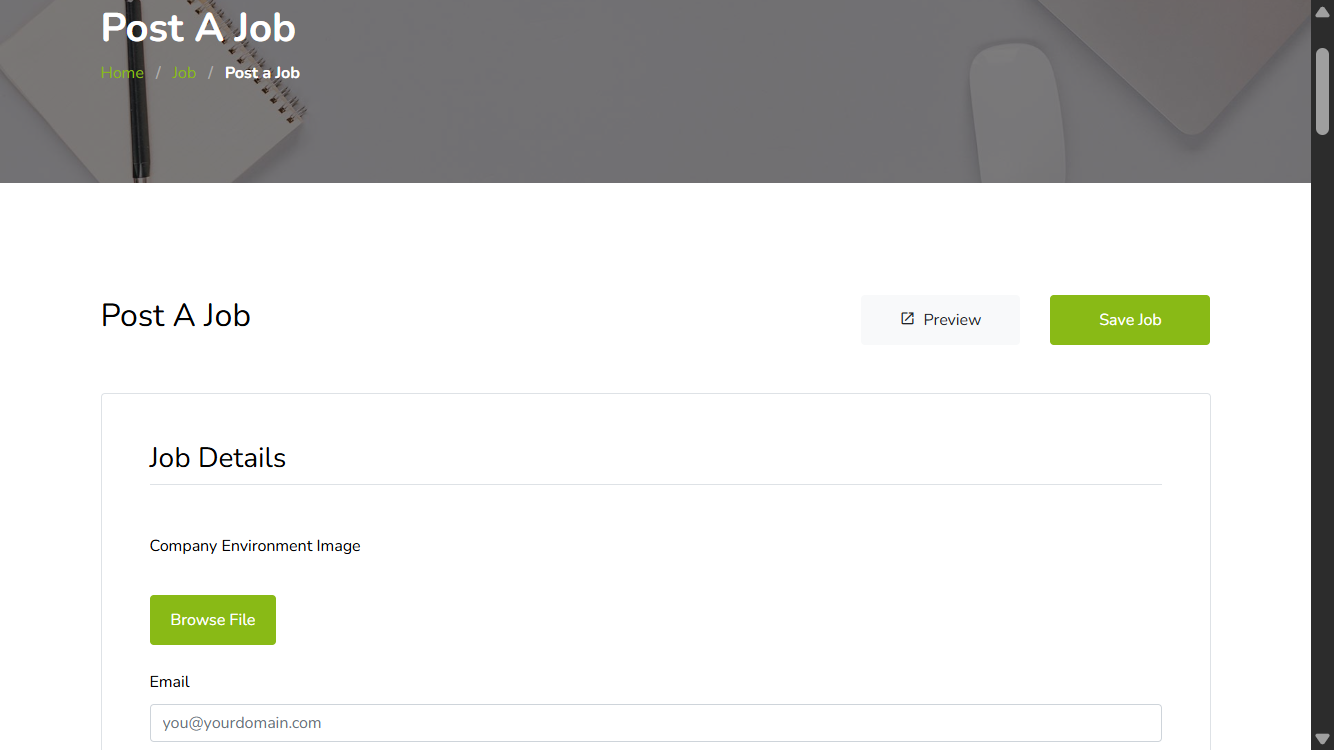 Post A Job
Home / Job / Post a Job
Post A Job
Preview
Save Job
Job Details
Company Environment Image
Browse File
Email
you@yourdomain.com